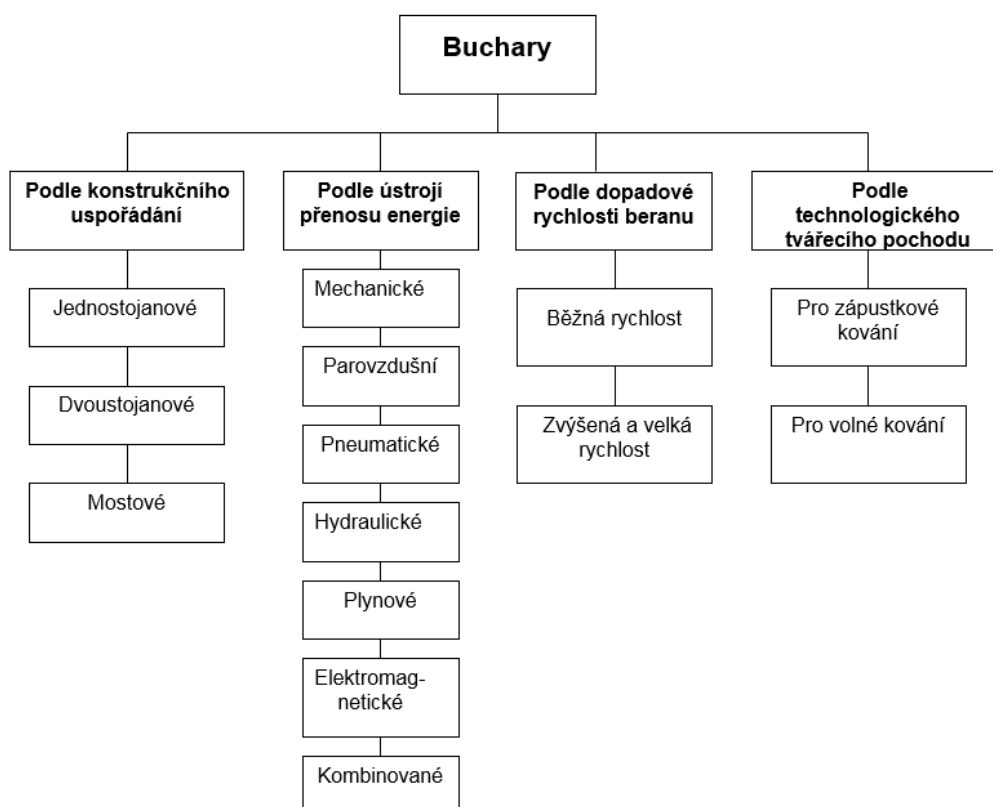 Buchary
Podle konstrukčního
uspořádání
Jednostojanové
Dvoustojanové
Mostové
Podle ústrojí
přenosu energie
Mechanické
Parovzdušní
Pneumatické
Hydraulické
Plynové
Elektromag-
netické
Kombinované
Podle dopadové
rychlosti beranu
Běžná rychlost
Zvýšená a velká
rychlost
Podle
technologického
tvářecího pochodu
Pro zápustkové
kování
Pro volné kování